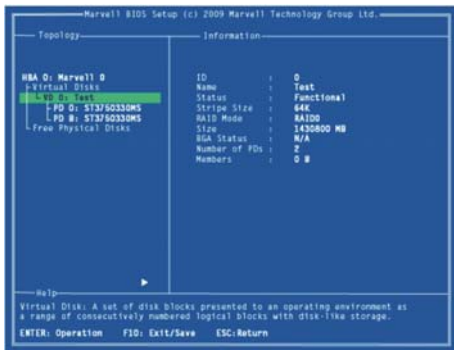 Marvell BIOS Setup (c) 2009 Marvell Technology Group Ltd.
Topology
HBA 0: Marvell 0
Virtual Disks
VD 0: Test
PD 0: ST3750330NS
PD 8: ST3750330NS
Free Physical Disks
Information
ID : 0
Name : Test
Status : Functional
Stripe Size : 64K
RAID Mode : RAID0
Size : 1430800 MB
BGA Status : N/A
Number of PDs : 2
Members : 0 8
Help
Virtual Disk: A set of disk blocks presented to an operating environment as
a range of consecutively numbered logical blocks with disk-like storage.
ENTER: Operation F10: Exit/Save ESC:Return